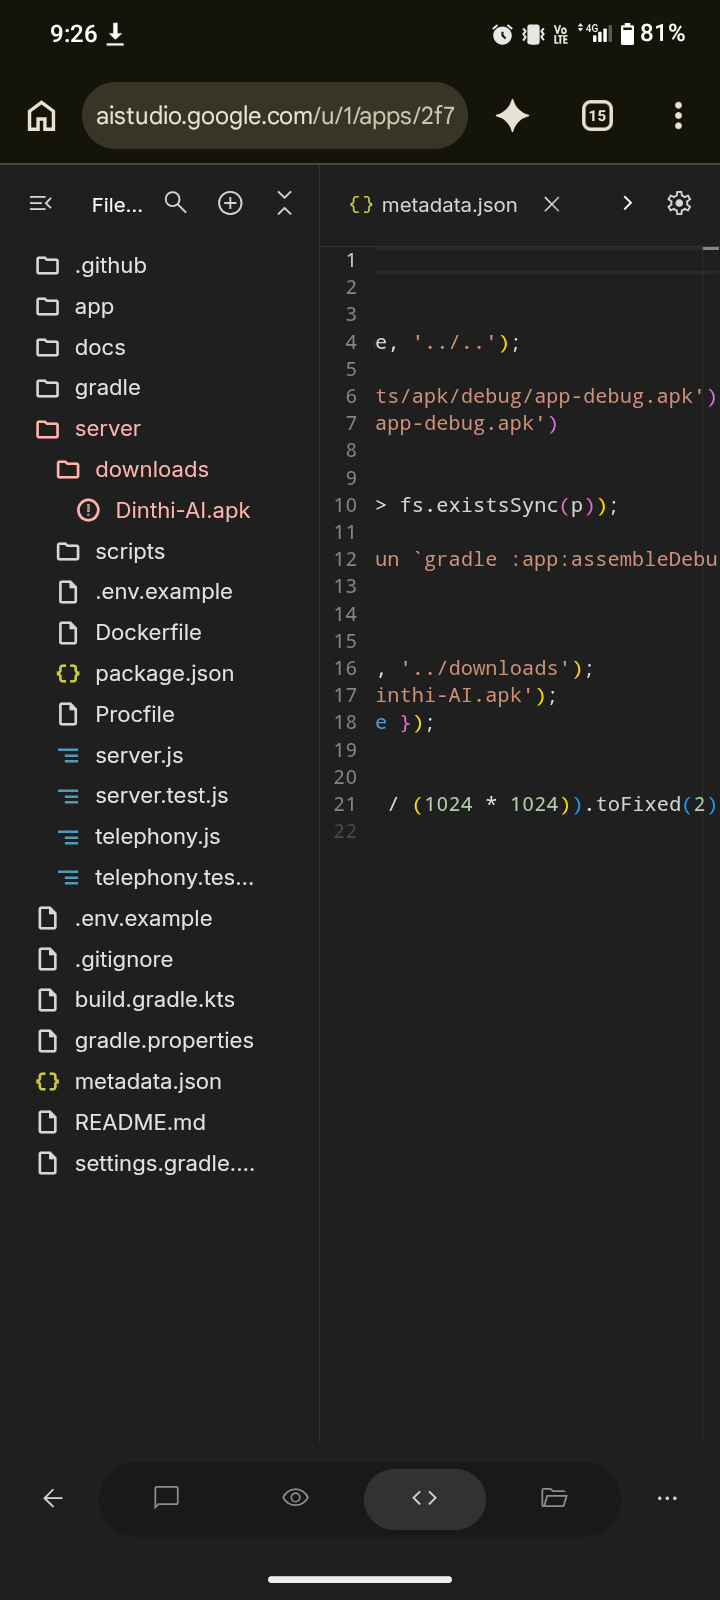 9:26
Vo LTE 4G 81%
aistudio.google.com/u/1/apps/2f7
15
File...
{} metadata.json
.github
app
docs
gradle
server
downloads
Dinthi-AI.apk
scripts
.env.example
Dockerfile
{} package.json
Procfile
server.js
server.test.js
telephony.js
telephony.tes...
.env.example
.gitignore
build.gradle.kts
gradle.properties
{} metadata.json
README.md
settings.gradle....
1
2
3
4 e, '../..');
5
6 ts/apk/debug/app-debug.apk')
7 app-debug.apk')
8
9
10 > fs.existsSync(p));
11
12 un `gradle :app:assembleDebu
13
14
15
16 , '../downloads');
17 inthi-AI.apk');
18 e });
19
20
21 / (1024 * 1024)).toFixed(2)
22